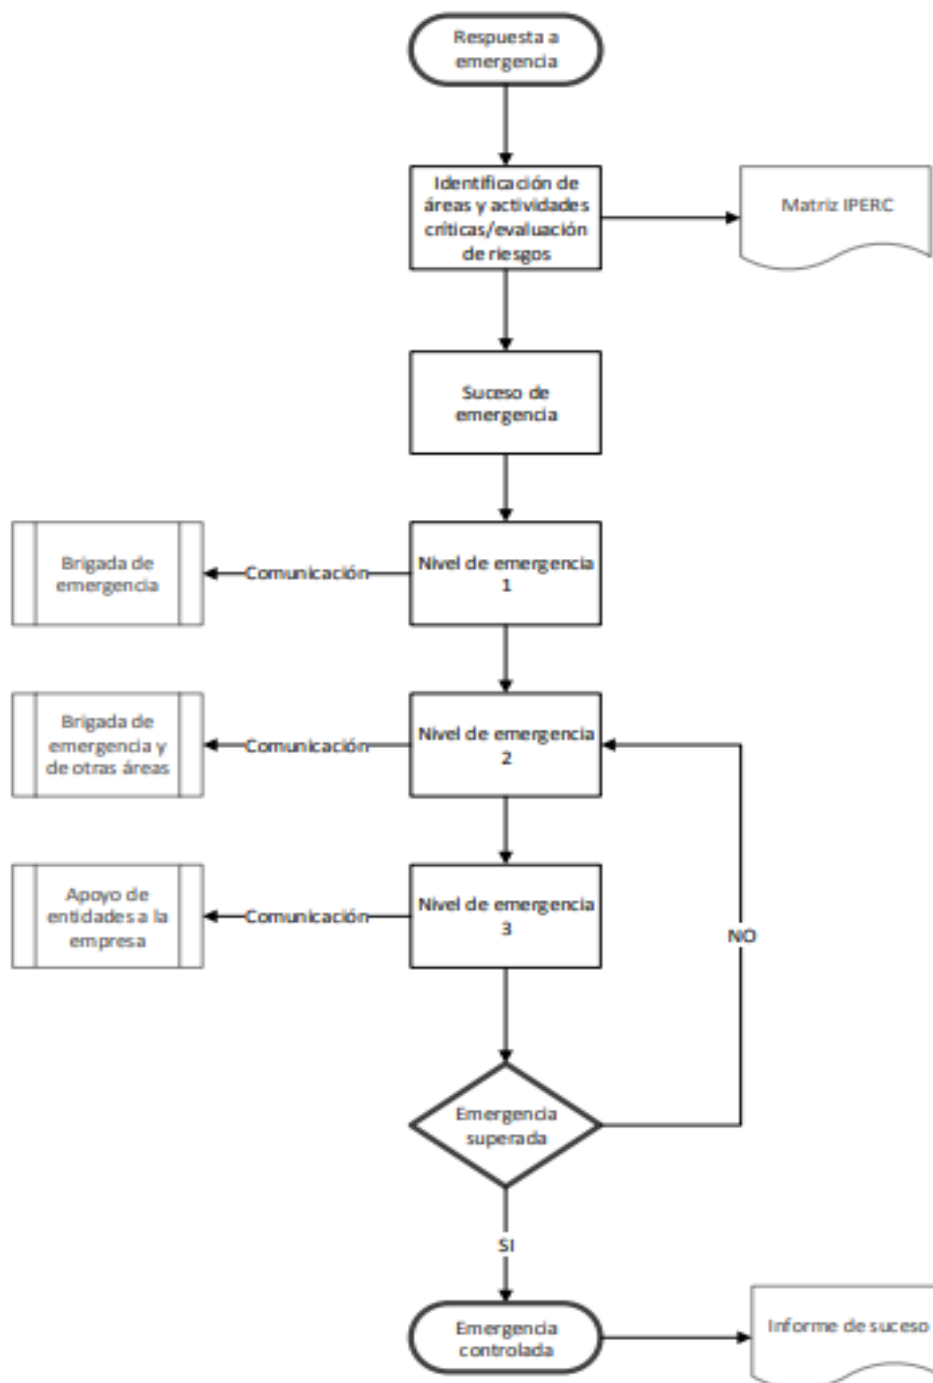 Respuesta a
emergencia
Identificación de
áreas y actividades
críticas/evaluación
de riesgos
Matriz IPERC
Suceso de
emergencia
Brigada de
emergencia
Comunicación
Nivel de emergencia
1
Brigada de
emergencia y
de otras áreas
Comunicación
Nivel de emergencia
2
Apoyo de
entidades a la
empresa
Comunicación
Nivel de emergencia
3
NO
Emergencia
superada
SI
Emergencia
controlada
Informe de suceso